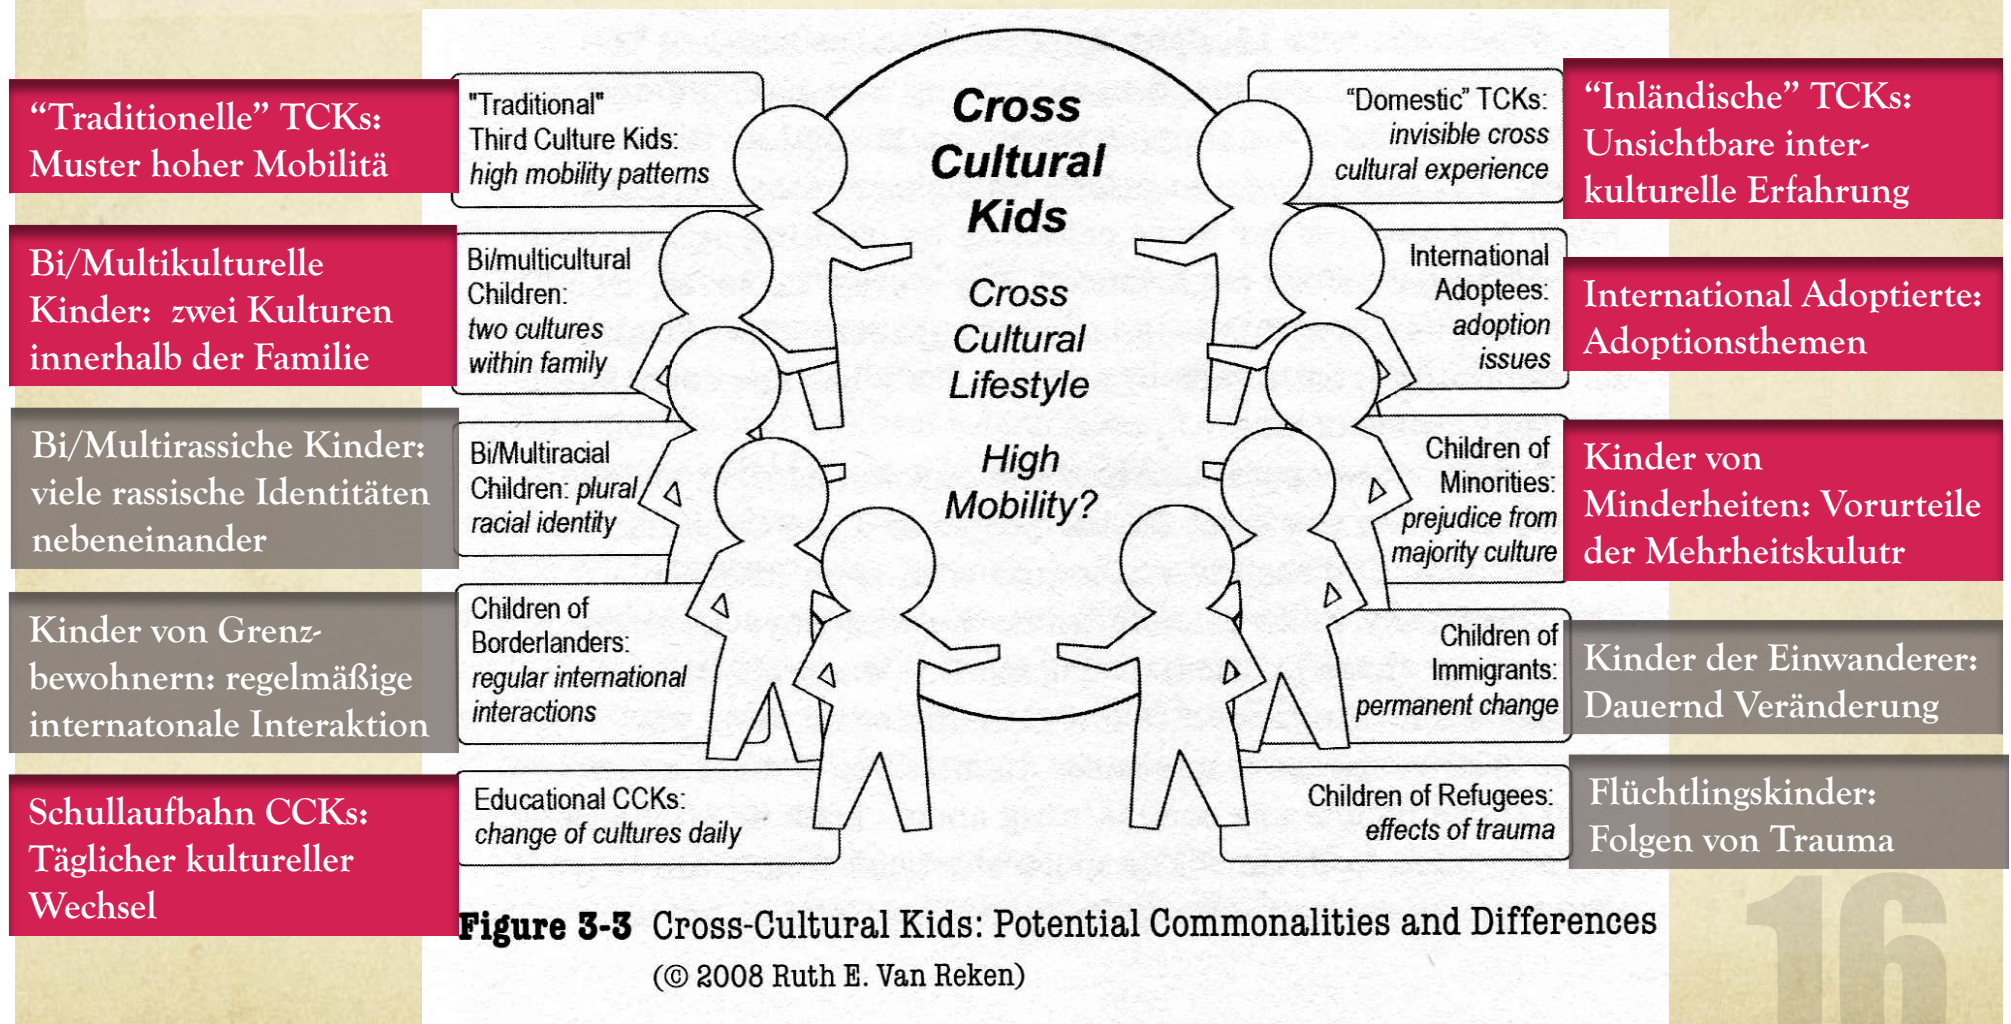 “Traditionelle” TCKs:
Muster hoher Mobilitä
Bi/Multikulturelle
Kinder: zwei Kulturen
innerhalb der Familie
Bi/Multirassiche Kinder:
viele rassische Identitäten
nebeneinander
Kinder von Grenz-
bewohnern: regelmäßige
internatonale Interaktion
Schullaufbahn CCKs:
Täglicher kultureller
Wechsel
"Traditional"
Third Culture Kids:
high mobility patterns
Bi/multicultural
Children:
two cultures
within family
Bi/Multiracial
Children: plural
racial identity
Children of
Borderlanders:
regular international
interactions
Educational CCKs:
change of cultures daily
Cross
Cultural
Kids
Cross
Cultural
Lifestyle
High
Mobility?
“Domestic” TCKs:
invisible cross
cultural experience
International
Adoptees:
adoption
issues
Children of
Minorities:
prejudice from
majority culture
Children of
Immigrants:
permanent change
Children of Refugees:
effects of trauma
“Inländische” TCKs:
Unsichtbare inter-
kulturelle Erfahrung
International Adoptierte:
Adoptionsthemen
Kinder von
Minderheiten: Vorurteile
der Mehrheitskulutr
Kinder der Einwanderer:
Dauernd Veränderung
Flüchtlingskinder:
Folgen von Trauma
Figure 3-3 Cross-Cultural Kids: Potential Commonalities and Differences
(© 2008 Ruth E. Van Reken)
16